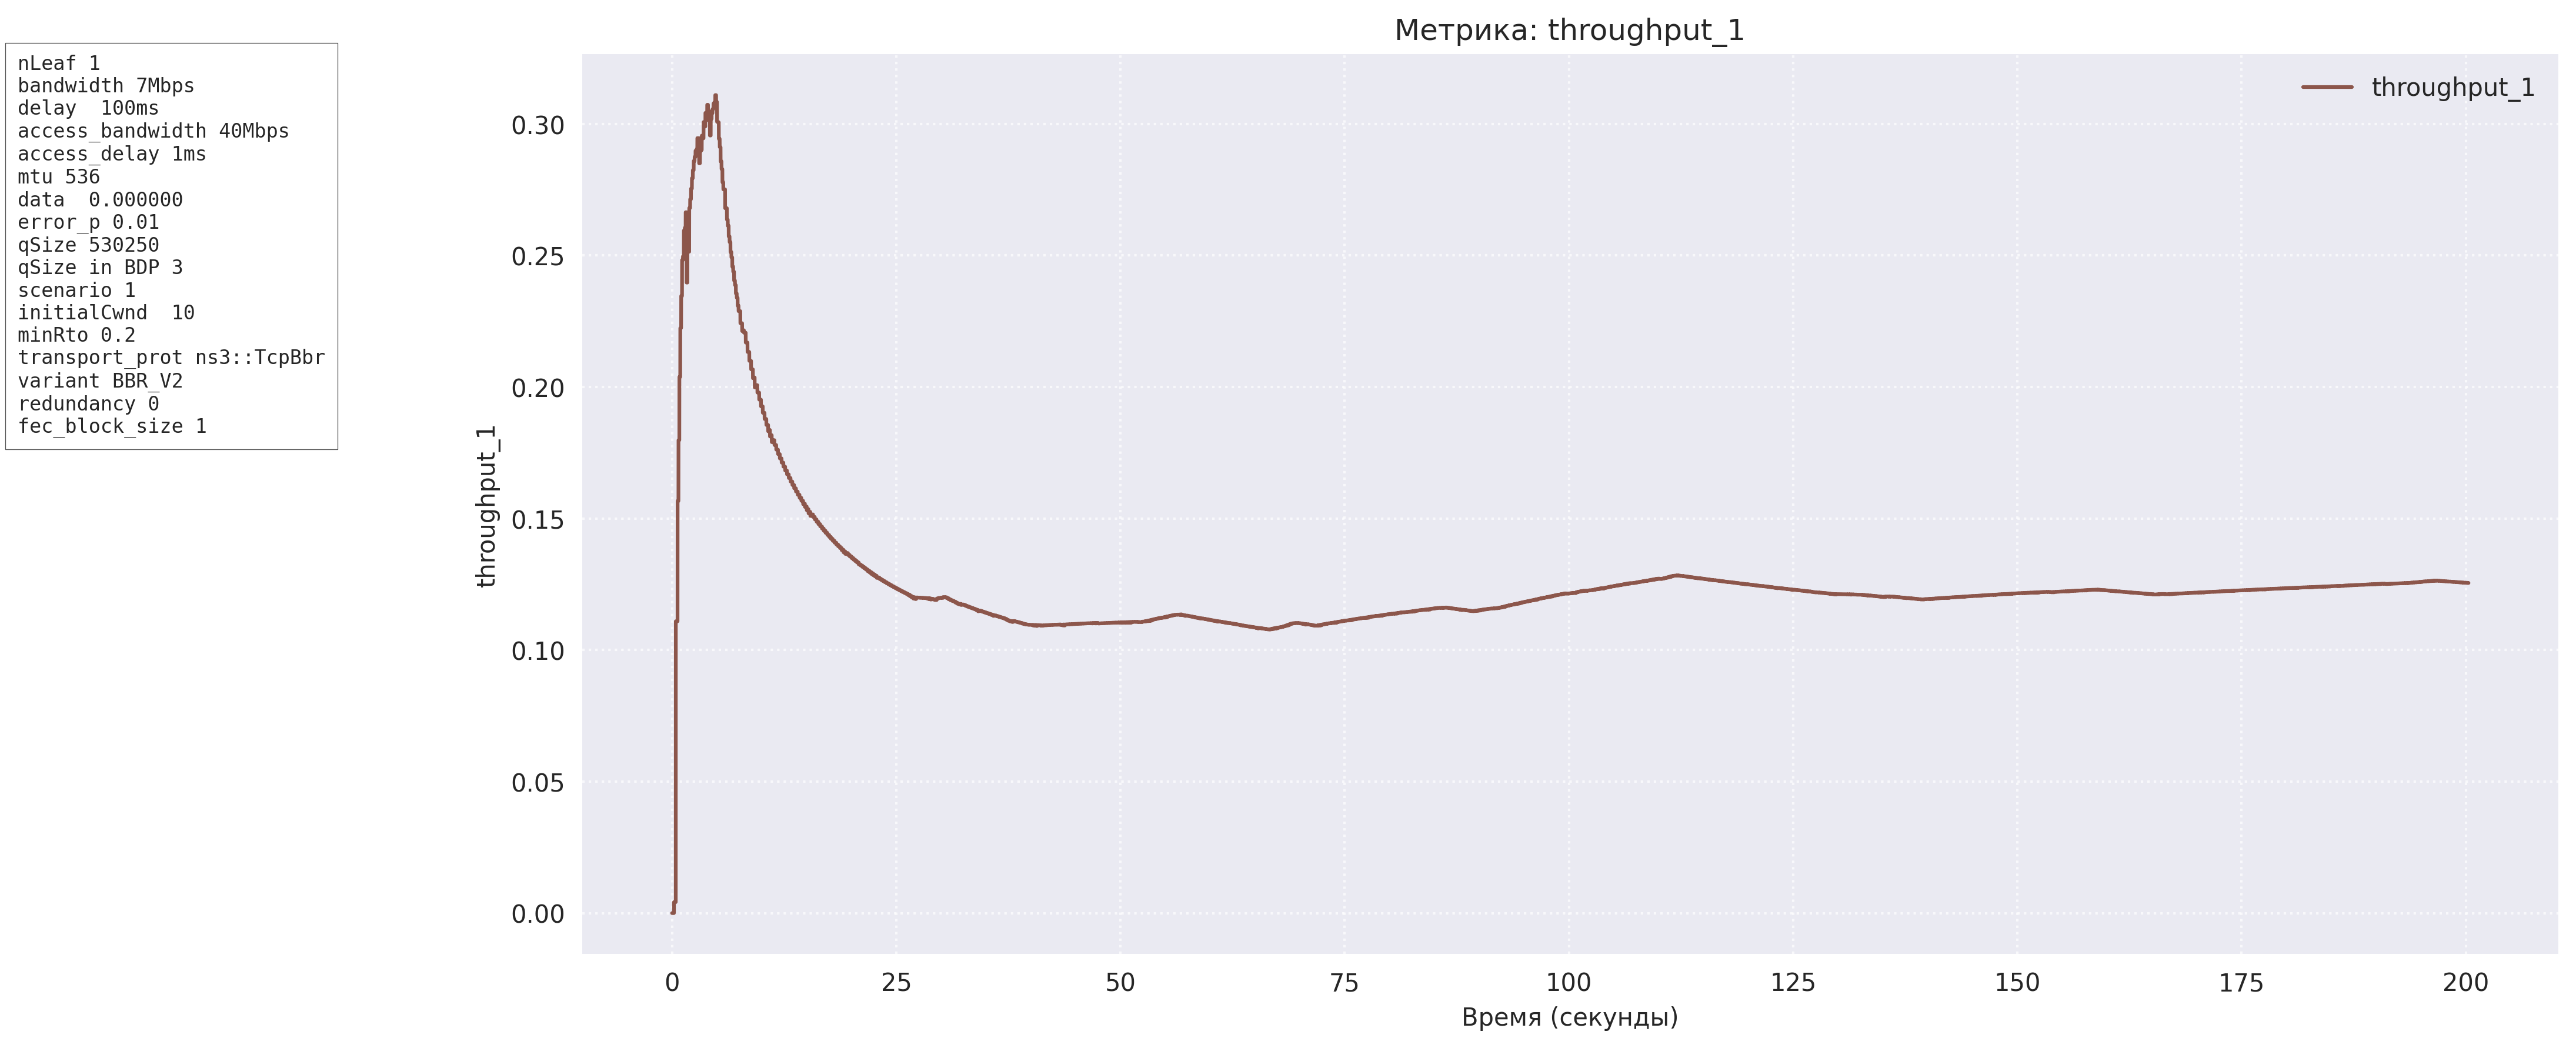 Метрика: throughput_1
nLeaf 1
bandwidth 7Mbps
delay  100ms
access_bandwidth 40Mbps
access_delay 1ms
mtu 536
data  0.000000
error_p 0.01
qSize 530250
qSize in BDP 3
scenario 1
initialCwnd  10
minRto 0.2
transport_prot ns3::TcpBbr
variant BBR_V2
redundancy 0
fec_block_size 1
throughput_1
throughput_1
0.30
0.25
0.20
0.15
0.10
0.05
0.00
0 25 50 75 100 125 150 175 200
Время (секунды)